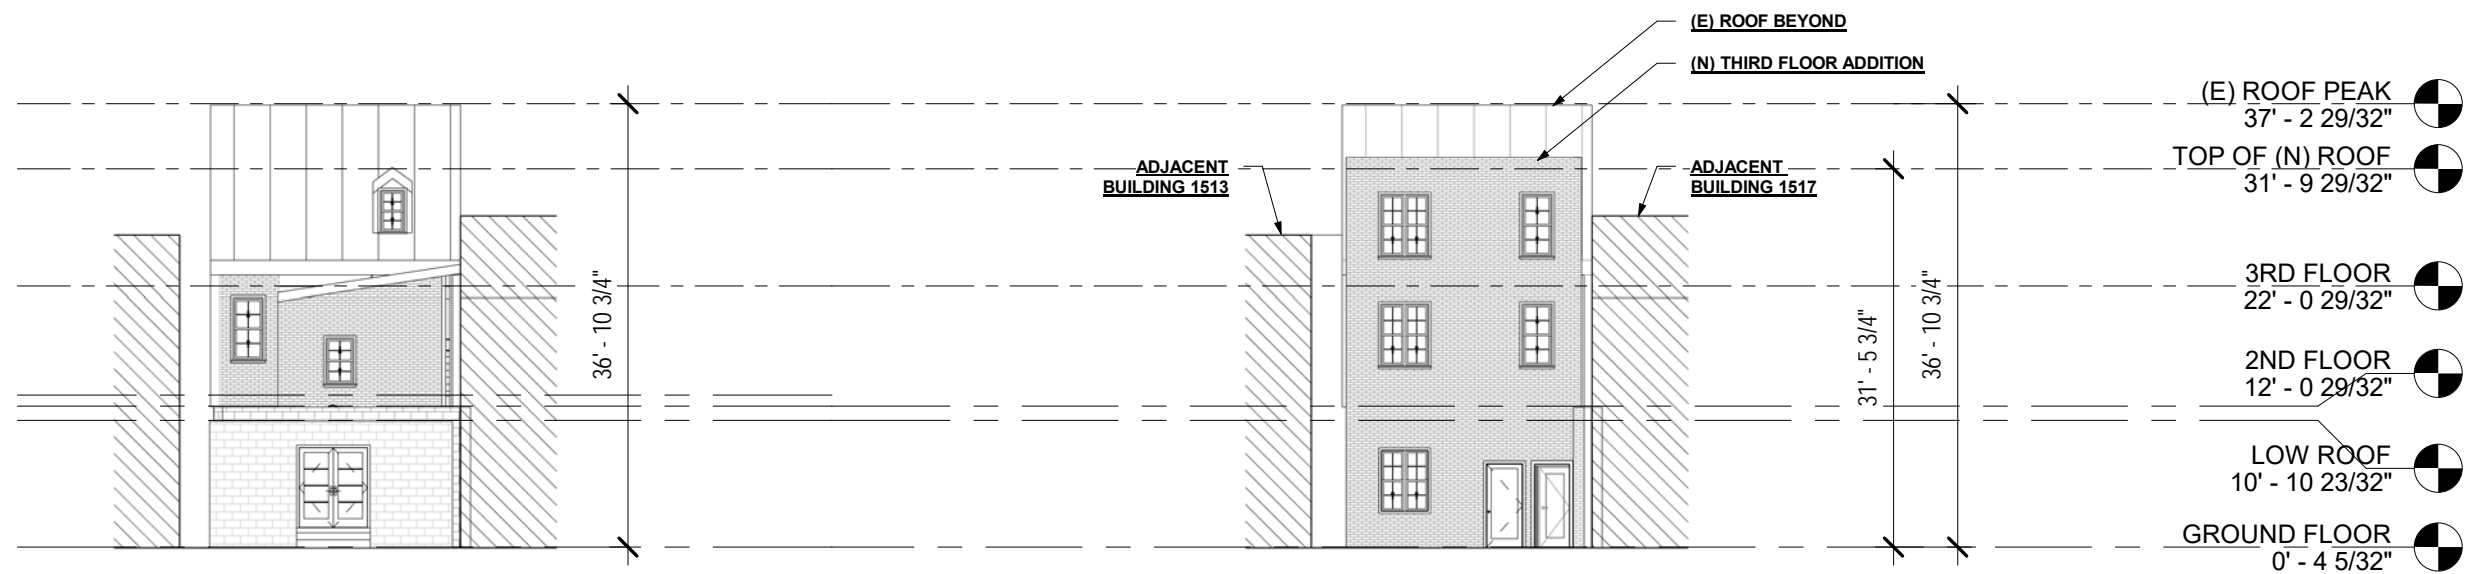 (E) ROOF BEYOND
(N) THIRD FLOOR ADDITION
ADJACENT
BUILDING 1513
ADJACENT
BUILDING 1517
36' - 10 3/4"
31' - 5 3/4"
36' - 10 3/4"
(E) ROOF PEAK
37' - 2 29/32"
TOP OF (N) ROOF
31' - 9 29/32"
3RD FLOOR
22' - 0 29/32"
2ND FLOOR
12' - 0 29/32"
LOW ROOF
10' - 10 23/32"
GROUND FLOOR
0' - 4 5/32"